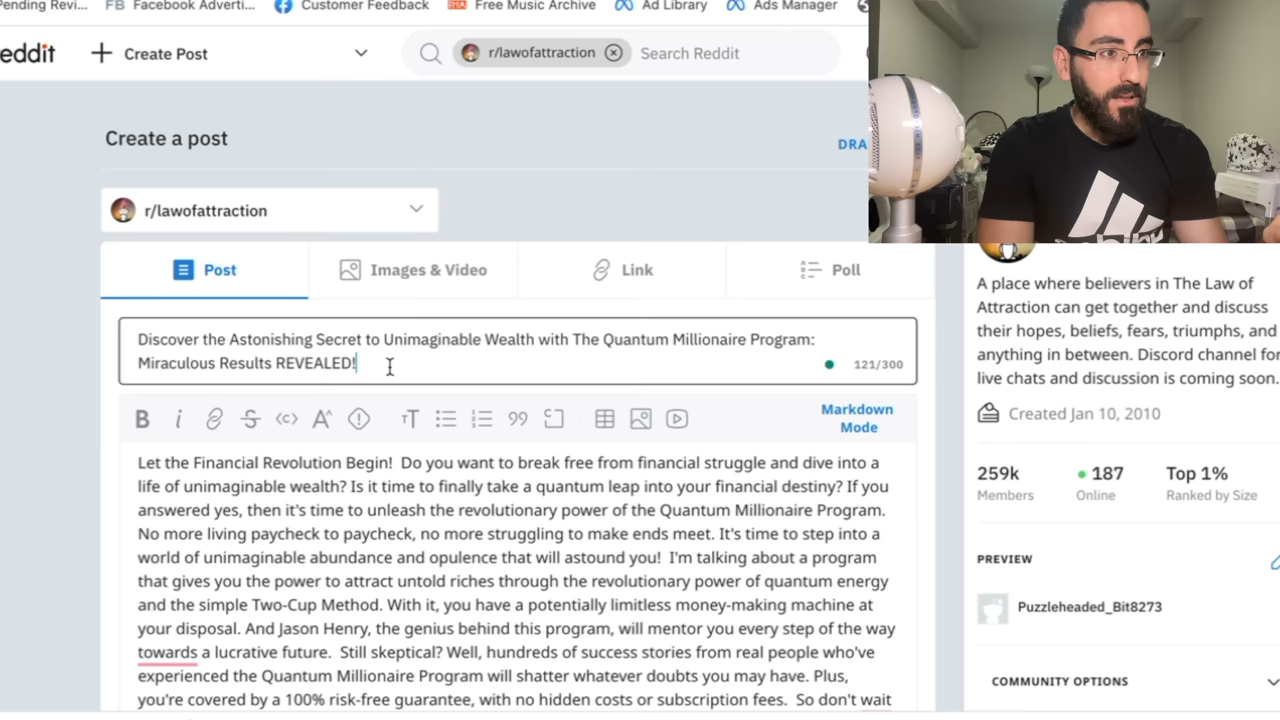 Pending Revi...
FB Facebook Adverti...
Customer Feedback
FMA Free Music Archive
Ad Library
Ads Manager
eddit
Create Post
r/lawofattraction
Search Reddit
Create a post
DRA
r/lawofattraction
Post
Images & Video
Link
Poll
Discover the Astonishing Secret to Unimaginable Wealth with The Quantum Millionaire Program:
Miraculous Results REVEALED!
121/300
Markdown
Mode
Let the Financial Revolution Begin!  Do you want to break free from financial struggle and dive into a
life of unimaginable wealth? Is it time to finally take a quantum leap into your financial destiny? If you
answered yes, then it's time to unleash the revolutionary power of the Quantum Millionaire Program.
No more living paycheck to paycheck, no more struggling to make ends meet. It's time to step into a
world of unimaginable abundance and opulence that will astound you!  I'm talking about a program
that gives you the power to attract untold riches through the revolutionary power of quantum energy
and the simple Two-Cup Method. With it, you have a potentially limitless money-making machine at
your disposal. And Jason Henry, the genius behind this program, will mentor you every step of the way
towards a lucrative future.  Still skeptical? Well, hundreds of success stories from real people who've
experienced the Quantum Millionaire Program will shatter whatever doubts you may have. Plus,
you're covered by a 100% risk-free guarantee, with no hidden costs or subscription fees.  So don't wait
A place where believers in The Law of
Attraction can get together and discuss
their hopes, beliefs, fears, triumphs, and
anything in between. Discord channel for
live chats and discussion is coming soon.
Created Jan 10, 2010
259k
187
Top 1%
Members
Online
Ranked by Size
PREVIEW
Puzzleheaded_Bit8273
COMMUNITY OPTIONS